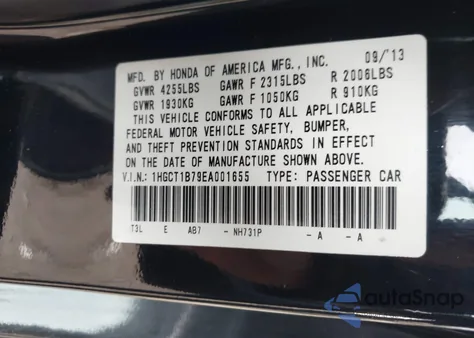 MFD. BY HONDA OF AMERICA MFG., INC. 09/'13
GVWR 4255LBS GAWR F 2315LBS R 2006LBS
GVWR 1930KG GAWR F 1050KG R 910KG
THIS VEHICLE CONFORMS TO ALL APPLICABLE
FEDERAL MOTOR VEHICLE SAFETY, BUMPER,
AND THEFT PREVENTION STANDARDS IN EFFECT
ON THE DATE OF MANUFACTURE SHOWN ABOVE.
V.I.N.: 1HGCT1B79EA001655 TYPE: PASSENGER CAR
T3L E AB7 - NH731P - A - A
autaSnap